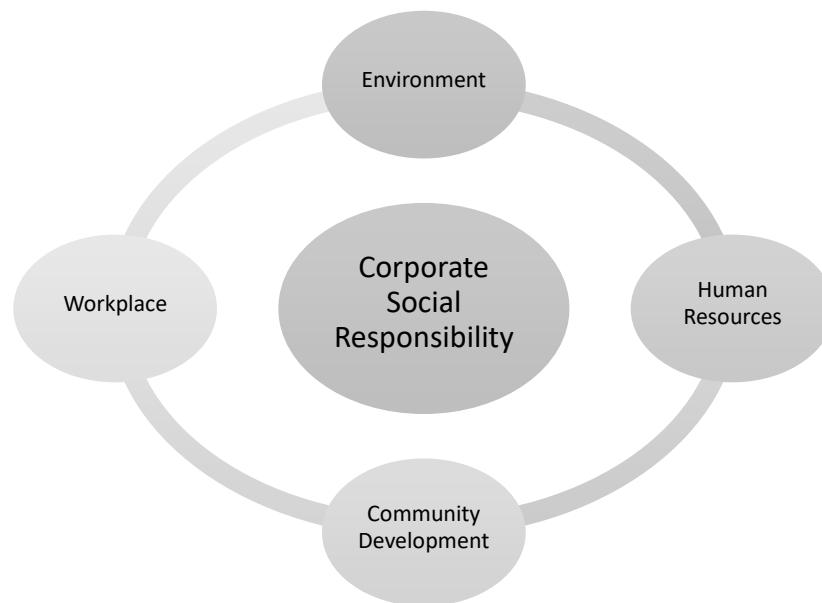 Environment
Workplace
Corporate
Social
Responsibility
Human
Resources
Community
Development